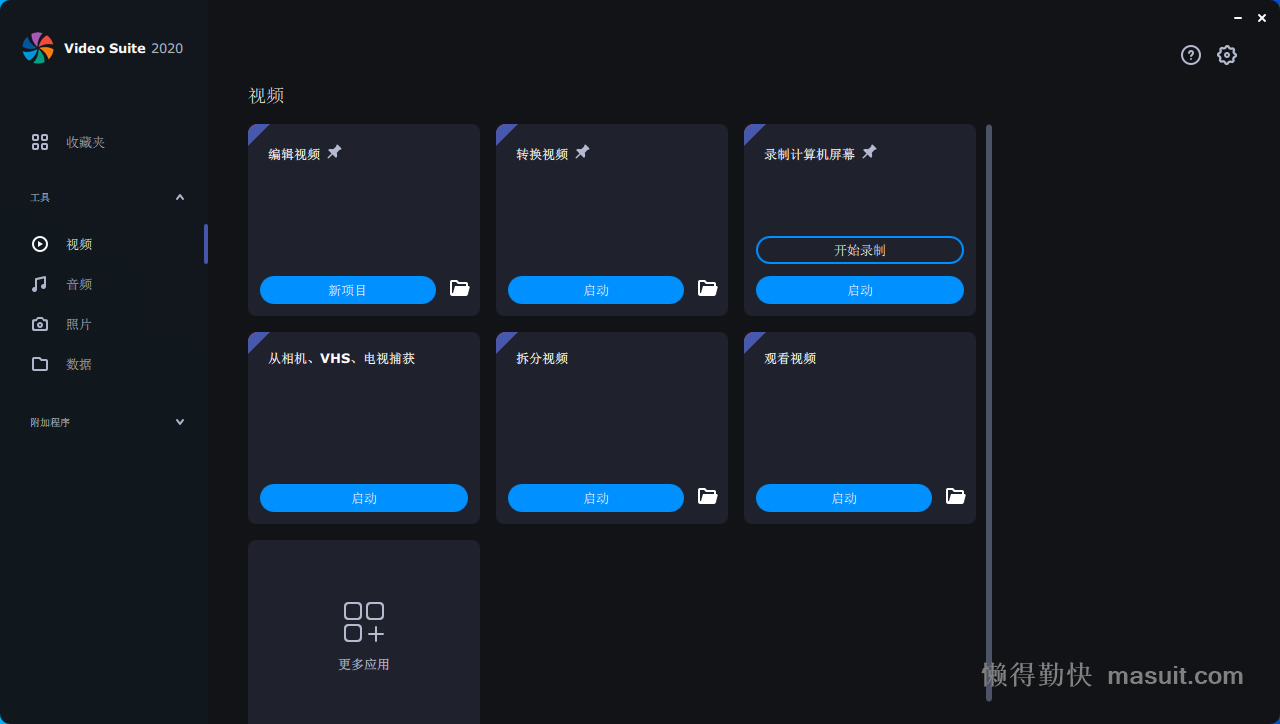 Video Suite 2020
收藏夹
工具
视频
音频
照片
数据
附加程序
视频
编辑视频
新项目
转换视频
启动
录制计算机屏幕
开始录制
启动
从相机、VHS、电视捕获
启动
拆分视频
启动
观看视频
启动
更多应用
懒得勤快 masuit.com